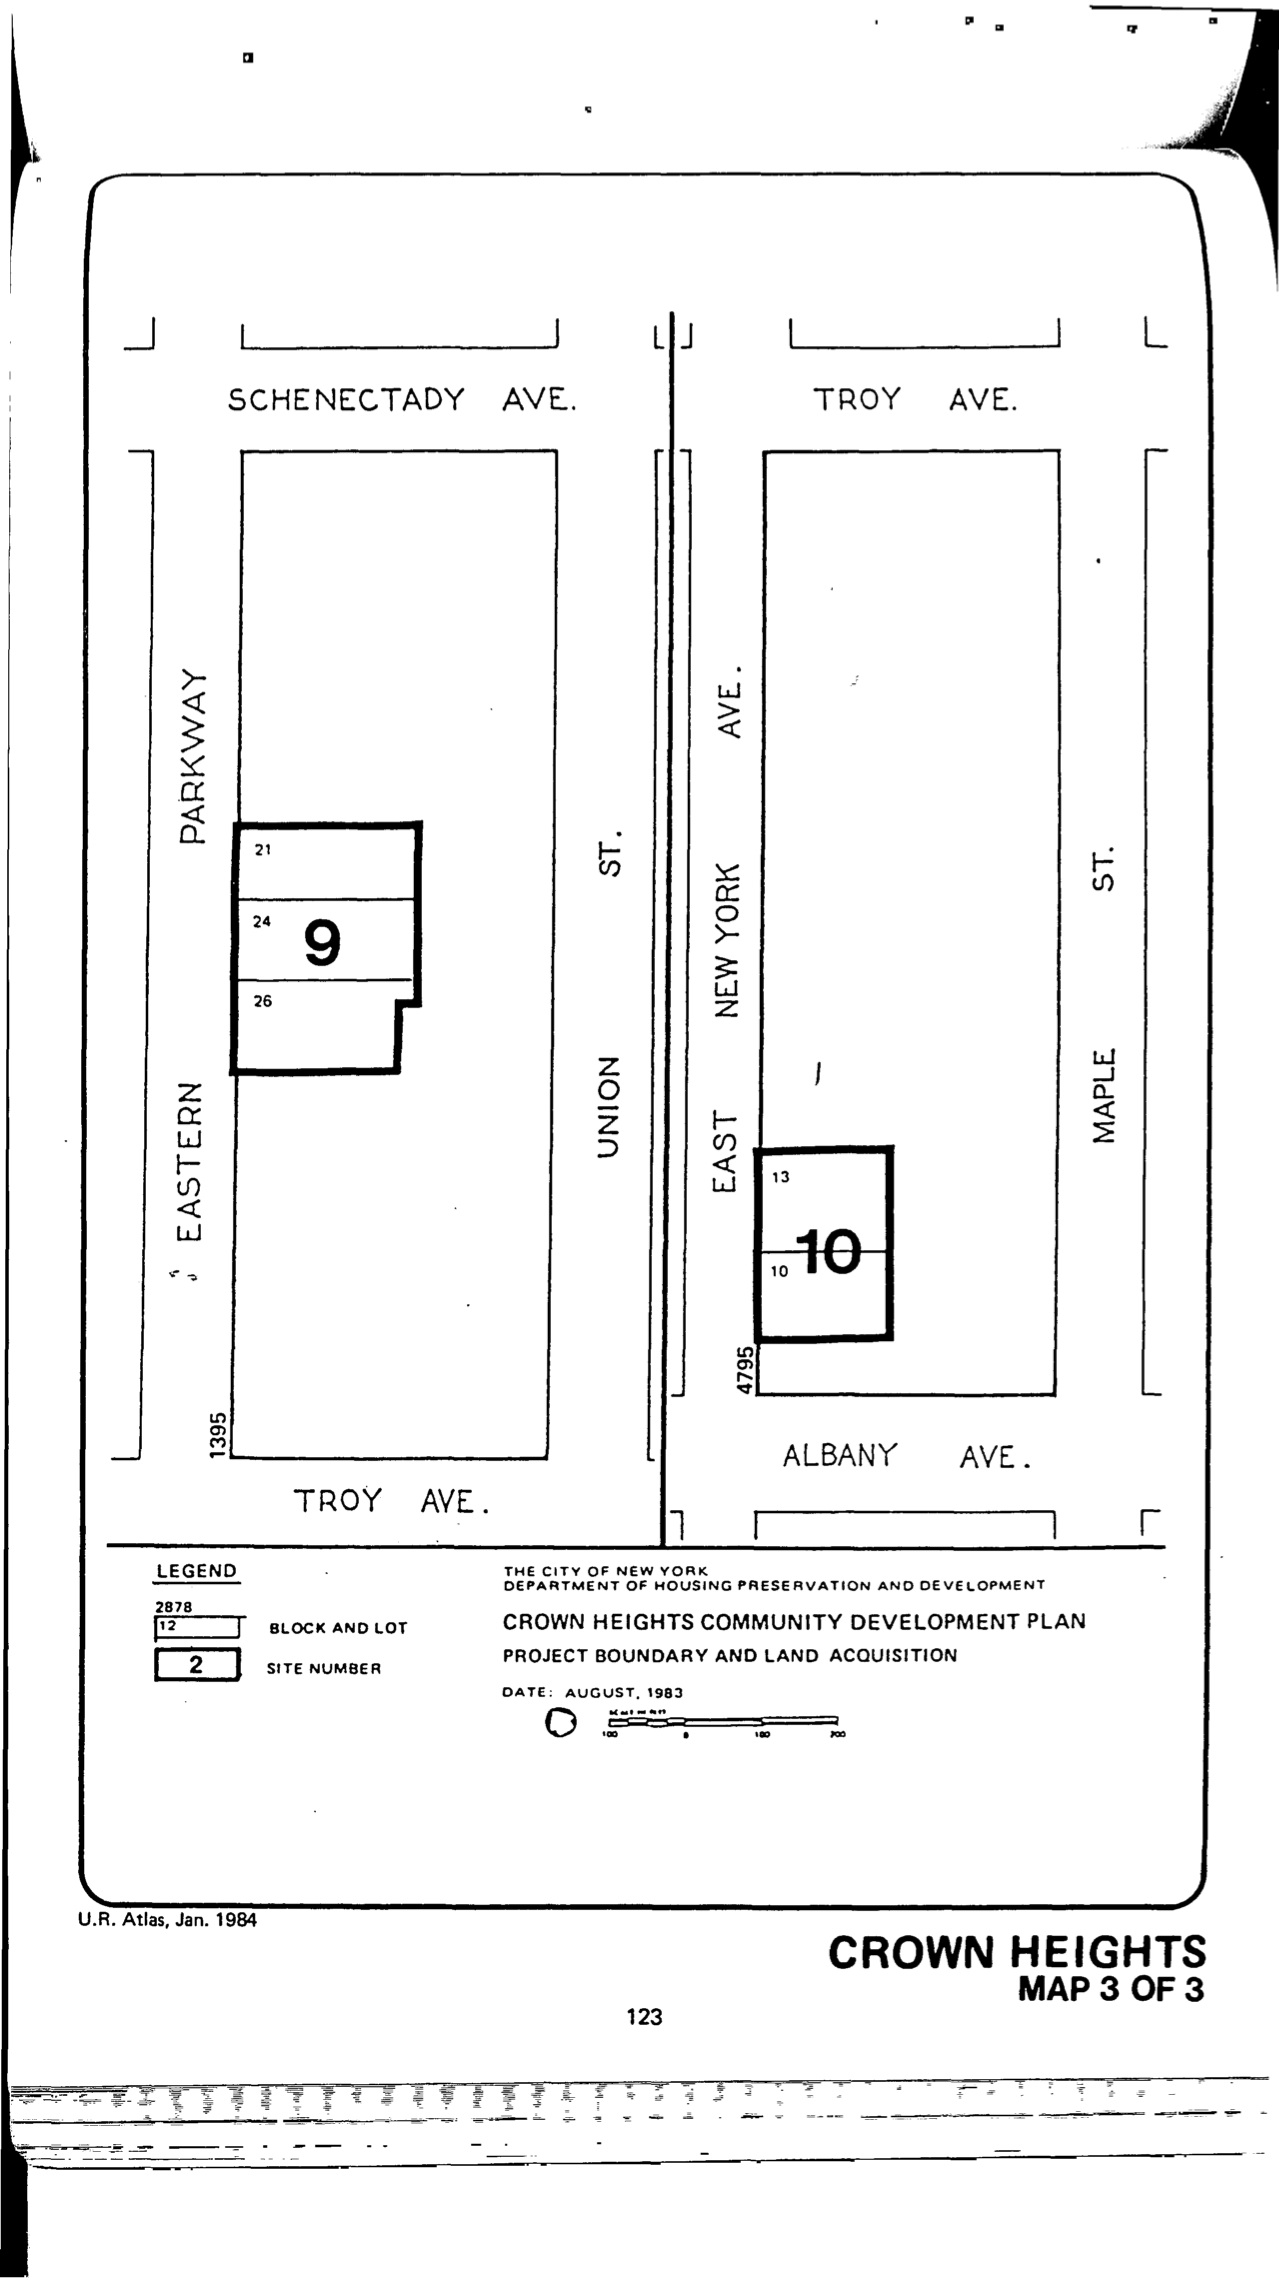 SCHENECTADY AVE.
TROY AVE.
EASTERN PARKWAY
UNION ST.
EAST NEW YORK AVE.
MAPLE ST.
21
24
9
26
13
10
10
4795
1395
ALBANY AVE.
TROY AVE.
LEGEND
2878
12
BLOCK AND LOT
2
SITE NUMBER
THE CITY OF NEW YORK
DEPARTMENT OF HOUSING PRESERVATION AND DEVELOPMENT
CROWN HEIGHTS COMMUNITY DEVELOPMENT PLAN
PROJECT BOUNDARY AND LAND ACQUISITION
DATE: AUGUST, 1983
100 0 100 200
U.R. Atlas, Jan. 1984
CROWN HEIGHTS
MAP 3 OF 3
123